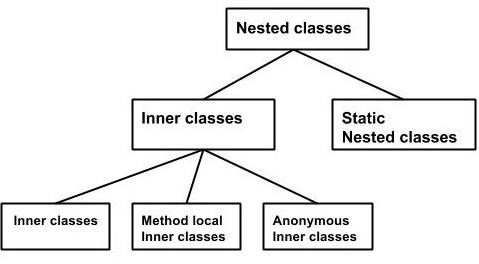 Nested classes
Inner classes
Static
Nested classes
Inner classes
Method local
Inner classes
Anonymous
Inner classes